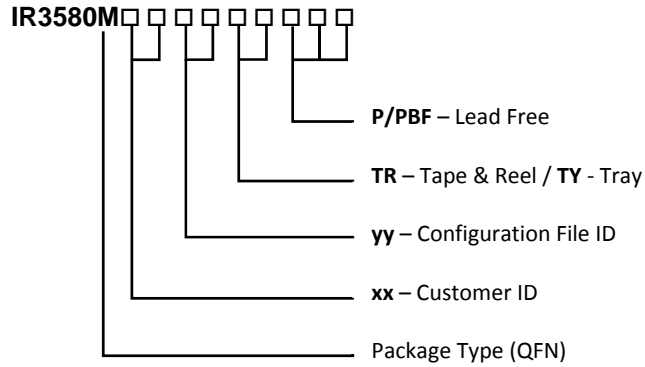 IR3580M□□□□□□□□□
P/PBF – Lead Free
TR – Tape & Reel / TY - Tray
yy – Configuration File ID
xx – Customer ID
Package Type (QFN)